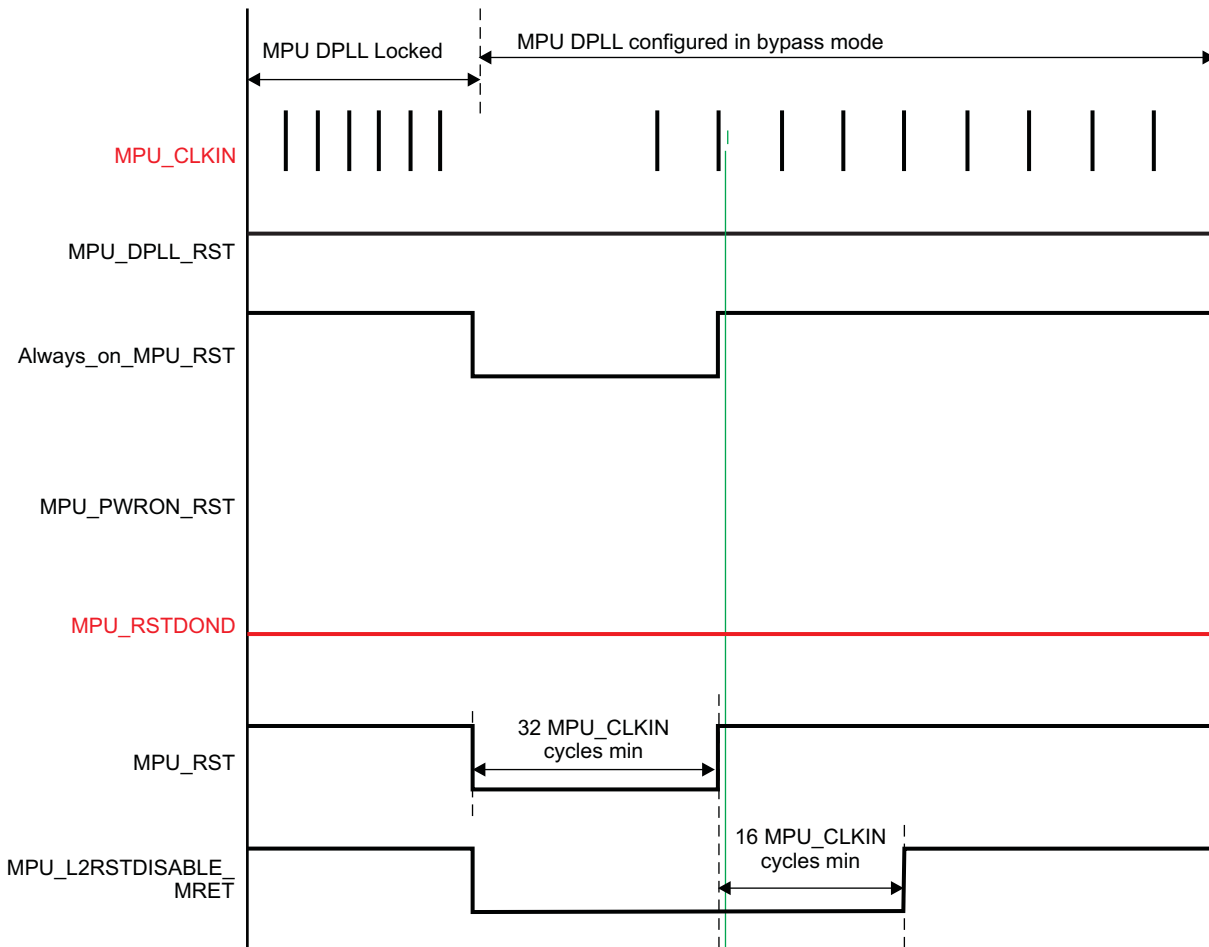 MPU DPLL Locked
MPU DPLL configured in bypass mode
MPU_CLKIN
MPU_DPLL_RST
Always_on_MPU_RST
MPU_PWRON_RST
MPU_RSTDOND
MPU_RST
32 MPU_CLKIN
cycles min
MPU_L2RSTDISABLE_
MRET
16 MPU_CLKIN
cycles min